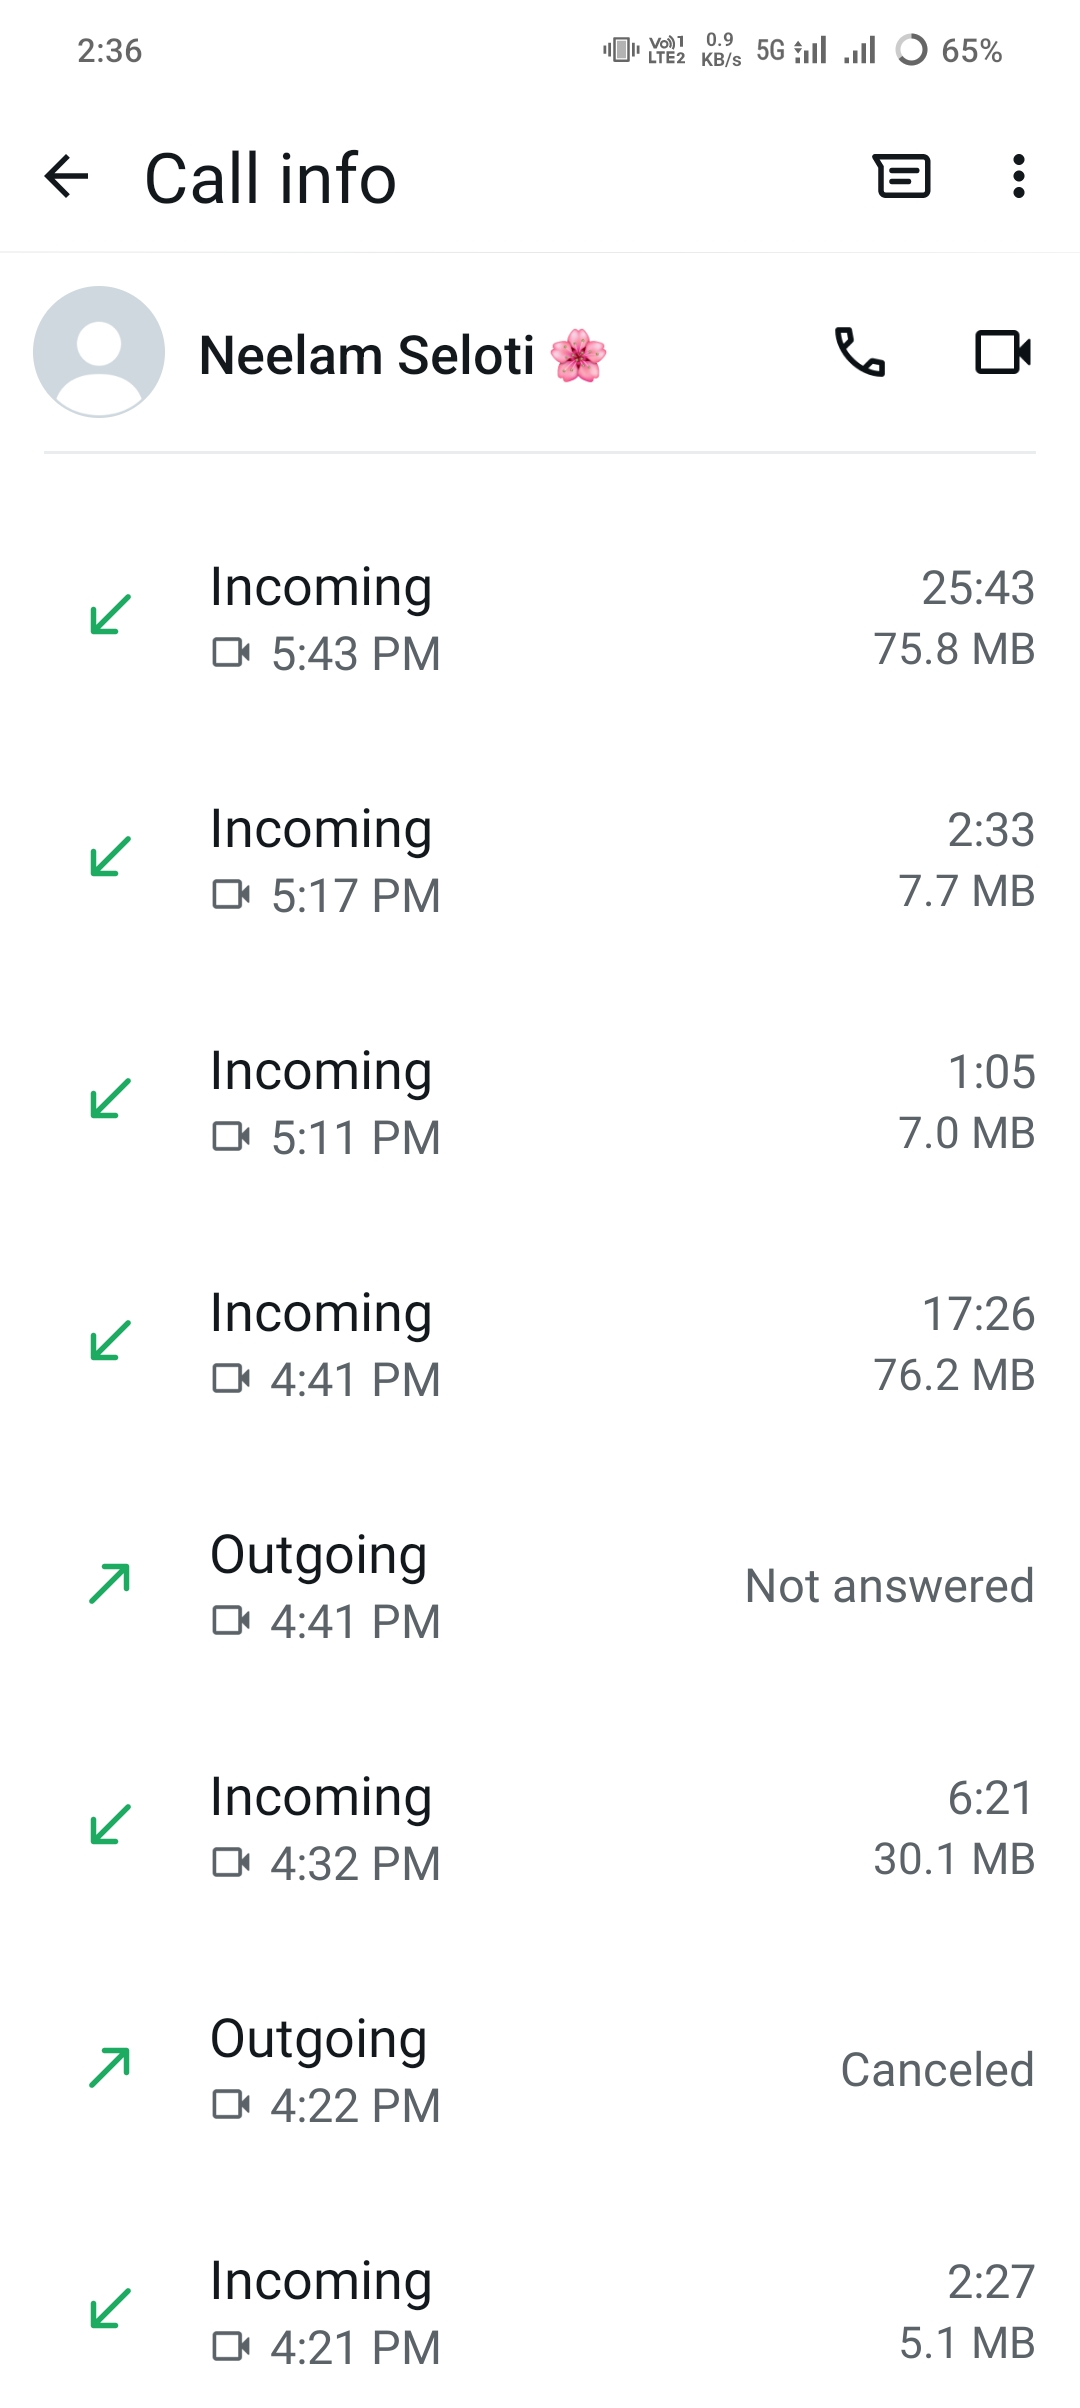 2:36 Vo))1 LTE2 0.9 KB/s 5G 65%
Call info
Neelam Seloti 🌸
Incoming 25:43
5:43 PM 75.8 MB
Incoming 2:33
5:17 PM 7.7 MB
Incoming 1:05
5:11 PM 7.0 MB
Incoming 17:26
4:41 PM 76.2 MB
Outgoing
4:41 PM Not answered
Incoming 6:21
4:32 PM 30.1 MB
Outgoing
4:22 PM Canceled
Incoming 2:27
4:21 PM 5.1 MB